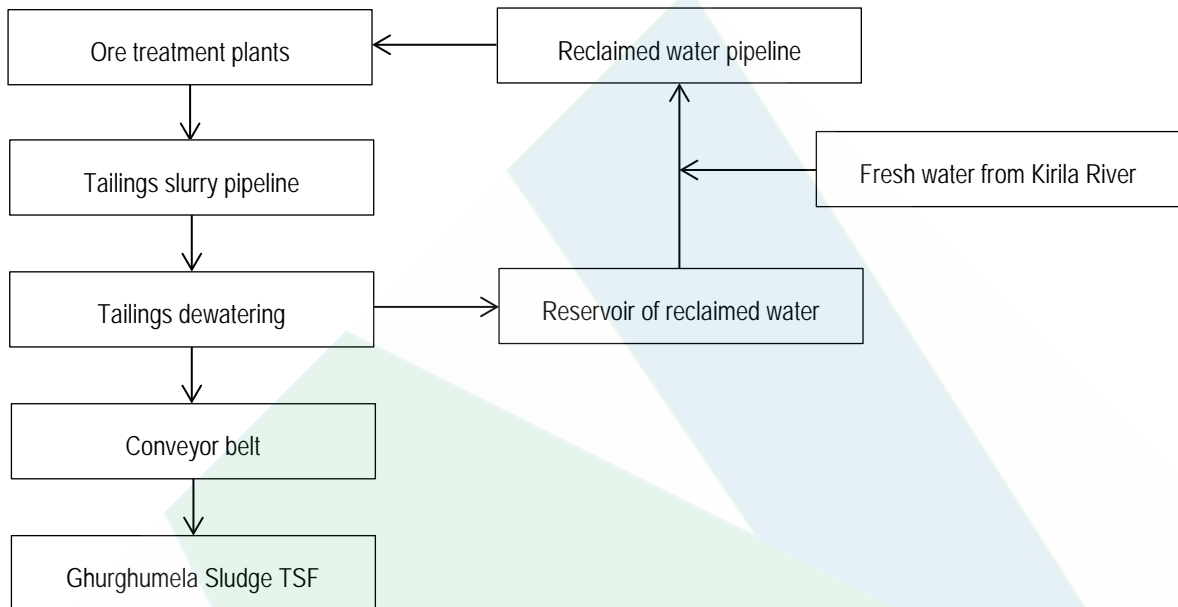 Ore treatment plants
Reclaimed water pipeline
Tailings slurry pipeline
Fresh water from Kirila River
Tailings dewatering
Reservoir of reclaimed water
Conveyor belt
Ghurghumela Sludge TSF